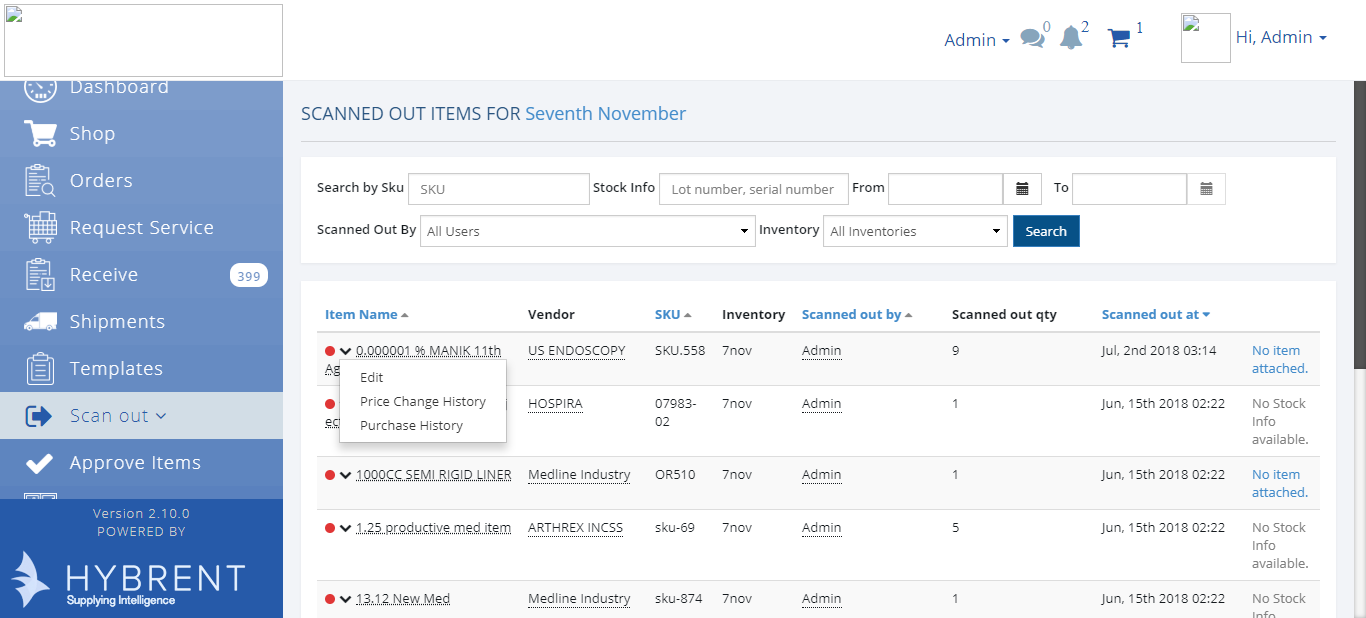 Admin 0 2 1 Hi, Admin
Dashboard
Shop
Orders
Request Service
Receive 399
Shipments
Templates
Scan out
Approve Items
Version 2.10.0
POWERED BY
HYBRENT
Supplying Intelligence
SCANNED OUT ITEMS FOR Seventh November
Search by Sku SKU Stock Info Lot number, serial number From To
Scanned Out By All Users Inventory All Inventories Search
Item Name Vendor SKU Inventory Scanned out by Scanned out qty Scanned out at
0.000001 % MANIK 11th US ENDOSCOPY SKU.558 7nov Admin 9 Jul, 2nd 2018 03:14 No item
attached.
Edit
Price Change History
Purchase History
HOSPIRA 07983- 7nov Admin 1 Jun, 15th 2018 02:22 No Stock
02 Info
available.
1000CC SEMI RIGID LINER Medline Industry OR510 7nov Admin 1 Jun, 15th 2018 02:22 No item
attached.
1.25 productive med item ARTHREX INCSS sku-69 7nov Admin 5 Jun, 15th 2018 02:22 No Stock
Info
available.
13.12 New Med Medline Industry sku-874 7nov Admin 1 Jun, 15th 2018 02:22 No Stock
Info